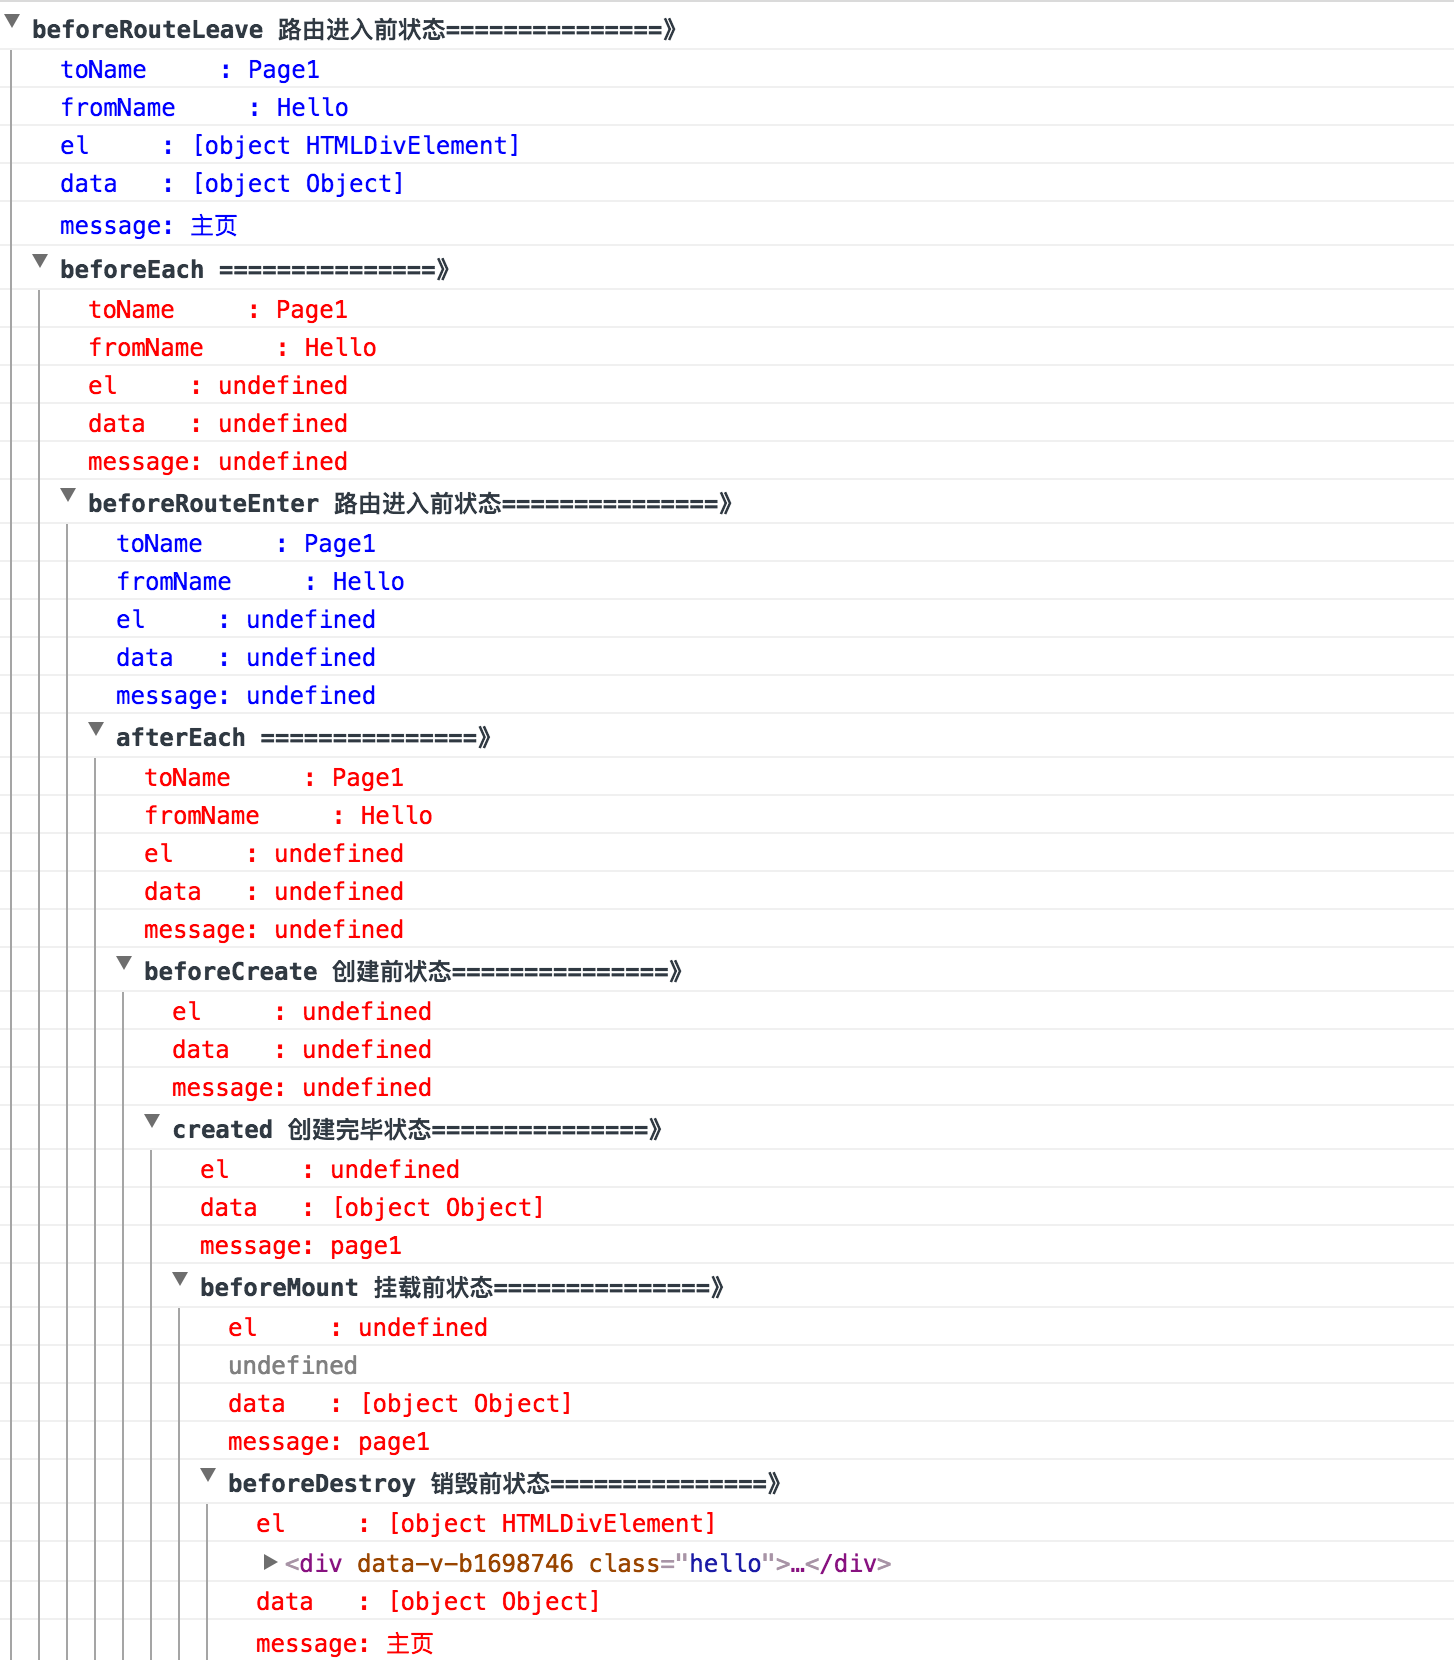 beforeRouteLeave 路由进入前状态===============》
toName     : Page1
fromName     : Hello
el     : [object HTMLDivElement]
data   : [object Object]
message: 主页
beforeEach ===============》
toName     : Page1
fromName     : Hello
el     : undefined
data   : undefined
message: undefined
beforeRouteEnter 路由进入前状态===============》
toName     : Page1
fromName     : Hello
el     : undefined
data   : undefined
message: undefined
afterEach ===============》
toName     : Page1
fromName     : Hello
el     : undefined
data   : undefined
message: undefined
beforeCreate 创建前状态===============》
el     : undefined
data   : undefined
message: undefined
created 创建完毕状态===============》
el     : undefined
data   : [object Object]
message: page1
beforeMount 挂载前状态===============》
el     : undefined
undefined
data   : [object Object]
message: page1
beforeDestroy 销毁前状态===============》
el     : [object HTMLDivElement]
<div data-v-b1698746 class="hello">…</div>
data   : [object Object]
message: 主页